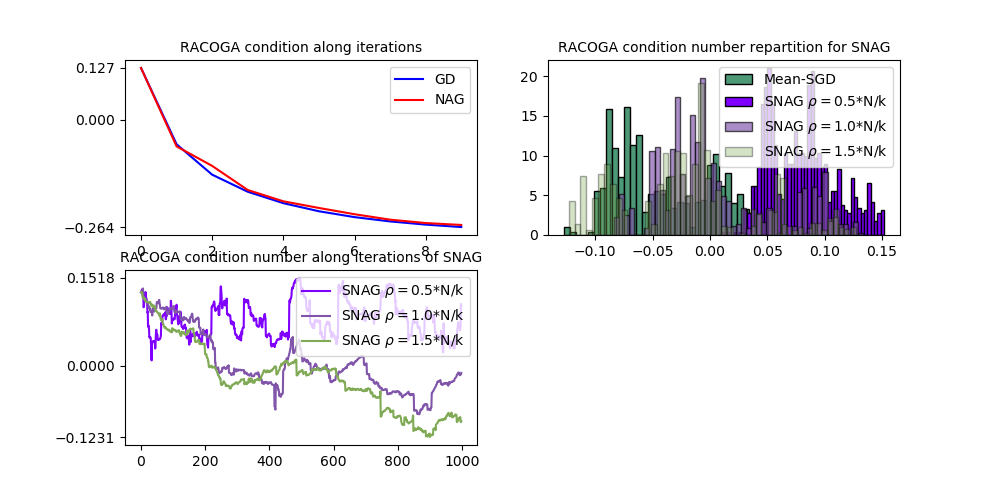 RACOGA condition along iterations
0.127
0.000
−0.264
0 2 4 6 8
GD
NAG
RACOGA condition number repartition for SNAG
20
15
10
5
0
−0.10 −0.05 0.00 0.05 0.10 0.15
Mean-SGD
SNAG ρ = 0.5*N/k
SNAG ρ = 1.0*N/k
SNAG ρ = 1.5*N/k
RACOGA condition number along iterations of SNAG
0.1518
0.0000
−0.1231
0 200 400 600 800 1000
SNAG ρ = 0.5*N/k
SNAG ρ = 1.0*N/k
SNAG ρ = 1.5*N/k